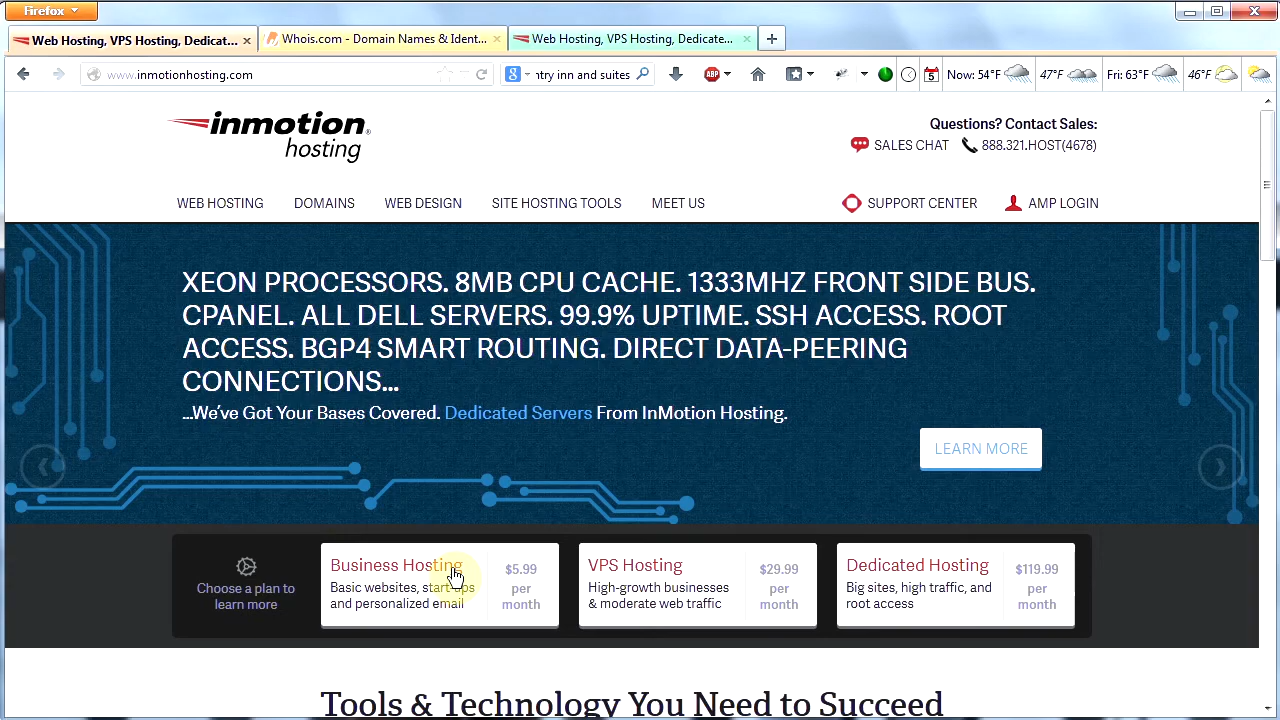 Firefox
Web Hosting, VPS Hosting, Dedicat...
Whois.com - Domain Names & Ident...
Web Hosting, VPS Hosting, Dedicate...
www.inmotionhosting.com
ntry inn and suites
ABP
5
Now: 54°F
47°F
Fri: 63°F
46°F
inmotion
hosting
Questions? Contact Sales:
SALES CHAT
888.321.HOST(4678)
WEB HOSTING
DOMAINS
WEB DESIGN
SITE HOSTING TOOLS
MEET US
SUPPORT CENTER
AMP LOGIN
XEON PROCESSORS. 8MB CPU CACHE. 1333MHZ FRONT SIDE BUS.
CPANEL. ALL DELL SERVERS. 99.9% UPTIME. SSH ACCESS. ROOT
ACCESS. BGP4 SMART ROUTING. DIRECT DATA-PEERING
CONNECTIONS...
...We've Got Your Bases Covered. Dedicated Servers From InMotion Hosting.
LEARN MORE
Choose a plan to
learn more
Business Hosting
Basic websites, start-ups
and personalized email
$5.99
per
month
VPS Hosting
High-growth businesses
& moderate web traffic
$29.99
per
month
Dedicated Hosting
Big sites, high traffic, and
root access
$119.99
per
month
Tools & Technology You Need to Succeed